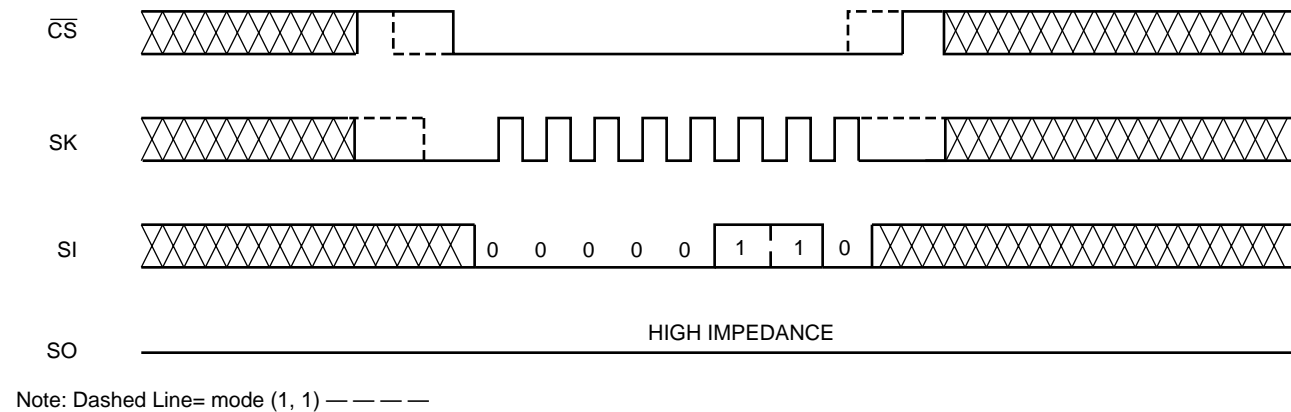 CS
SK
SI
0 0 0 0 0 1 1 0
HIGH IMPEDANCE
SO
Note: Dashed Line= mode (1, 1) — — — —